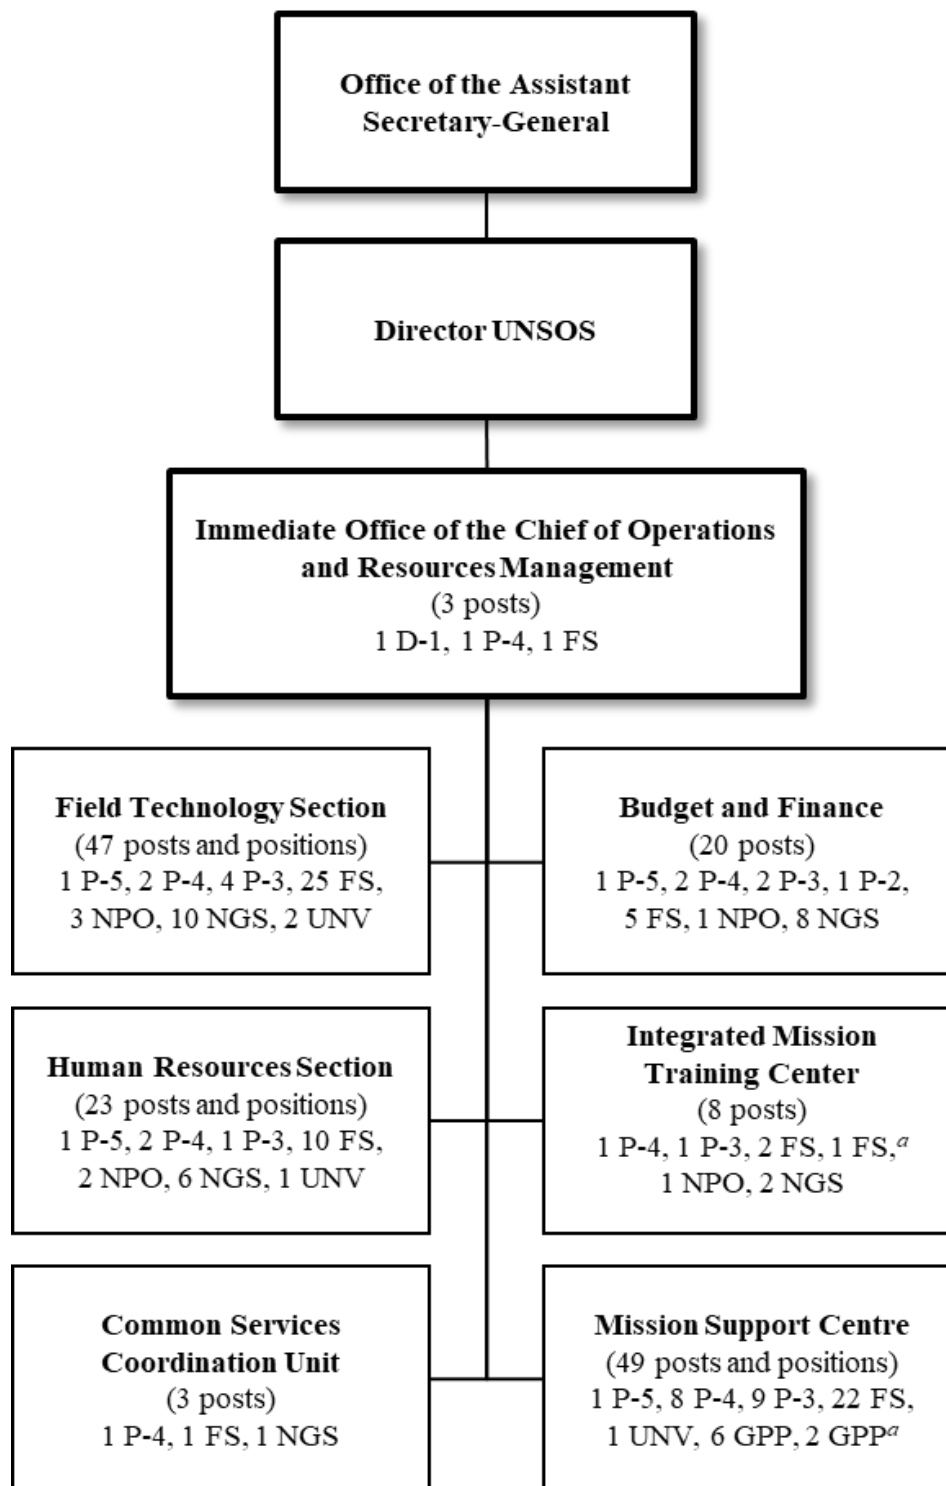 Office of the Assistant
Secretary-General
Director UNSOS
Immediate Office of the Chief of Operations
and Resources Management
(3 posts)
1 D-1, 1 P-4, 1 FS
Field Technology Section
(47 posts and positions)
1 P-5, 2 P-4, 4 P-3, 25 FS,
3 NPO, 10 NGS, 2 UNV
Budget and Finance
(20 posts)
1 P-5, 2 P-4, 2 P-3, 1 P-2,
5 FS, 1 NPO, 8 NGS
Human Resources Section
(23 posts and positions)
1 P-5, 2 P-4, 1 P-3, 10 FS,
2 NPO, 6 NGS, 1 UNV
Integrated Mission
Training Center
(8 posts)
1 P-4, 1 P-3, 2 FS, 1 FS,a
1 NPO, 2 NGS
Common Services
Coordination Unit
(3 posts)
1 P-4, 1 FS, 1 NGS
Mission Support Centre
(49 posts and positions)
1 P-5, 8 P-4, 9 P-3, 22 FS,
1 UNV, 6 GPP, 2 GPPa